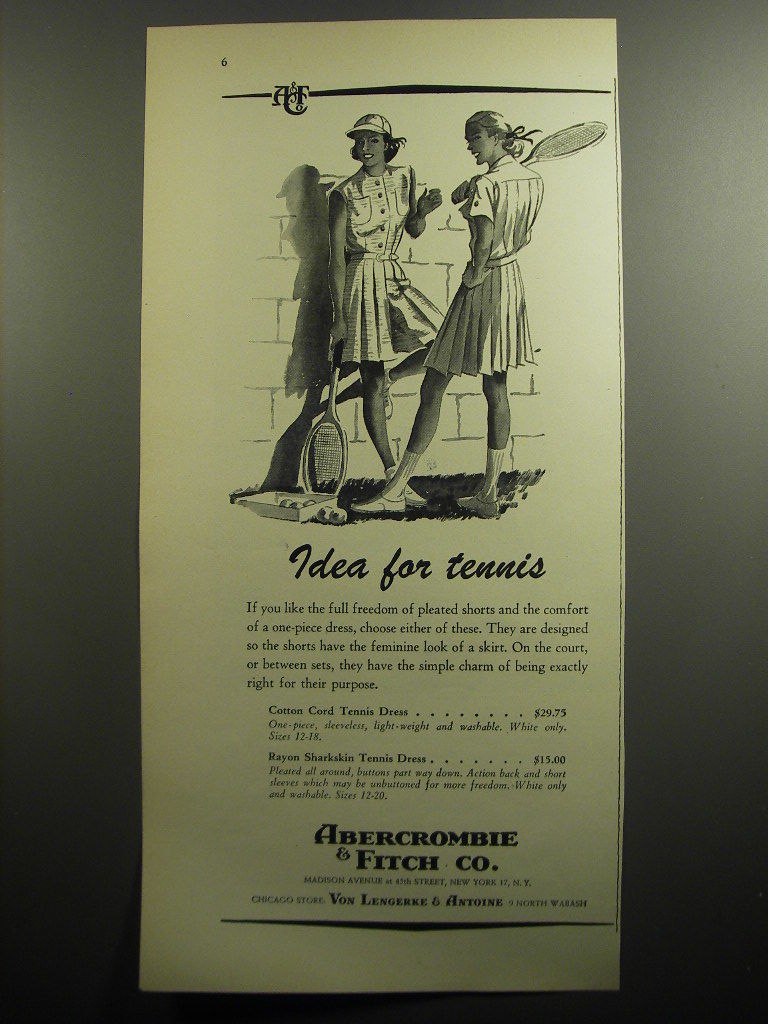 6
A&F Co
Idea for tennis
If you like the full freedom of pleated shorts and the comfort
of a one-piece dress, choose either of these. They are designed
so the shorts have the feminine look of a skirt. On the court,
or between sets, they have the simple charm of being exactly
right for their purpose.
Cotton Cord Tennis Dress . . . . . . . . $29.75
One-piece, sleeveless, light-weight and washable. White only.
Sizes 12-18.
Rayon Sharkskin Tennis Dress . . . . . . . $15.00
Pleated all around, buttons part way down. Action back and short
sleeves which may be unbuttoned for more freedom. White only
and washable. Sizes 12-20.
ABERCROMBIE
& FITCH CO.
MADISON AVENUE at 45th STREET, NEW YORK 17, N. Y.
CHICAGO STORE: VON LENGERKE & ANTOINE 9 NORTH WABASH